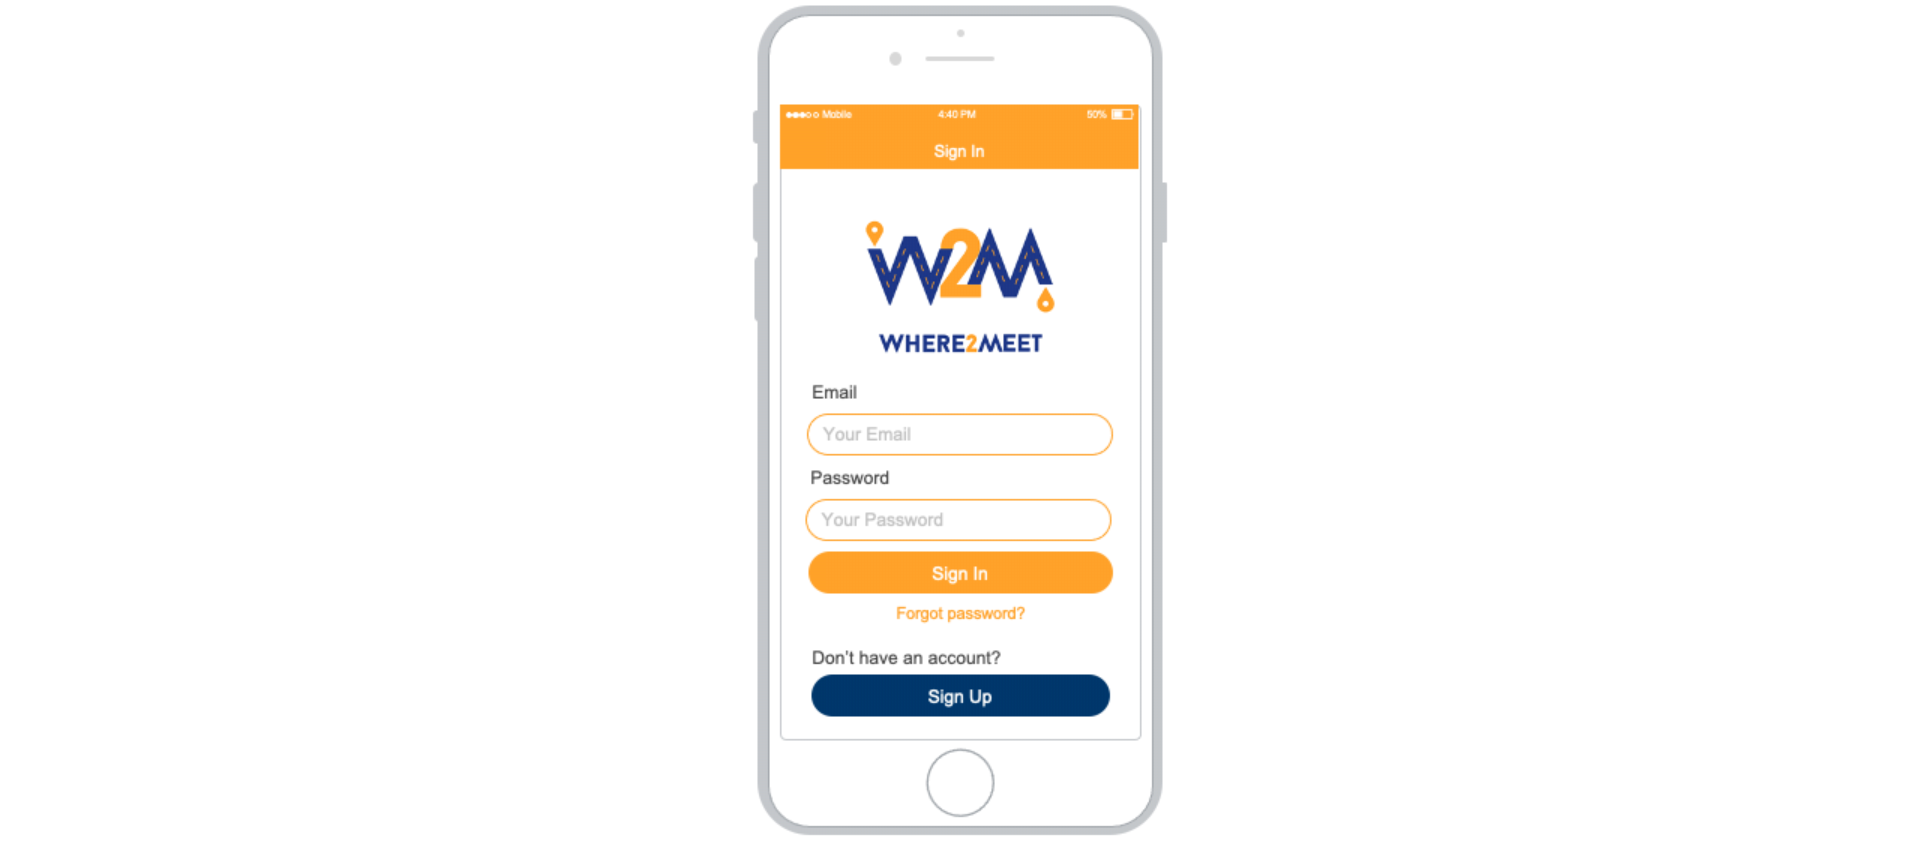 Mobile 4:40 PM 50%
Sign In
W2M
WHERE2MEET
Email
Your Email
Password
Your Password
Sign In
Forgot password?
Don't have an account?
Sign Up